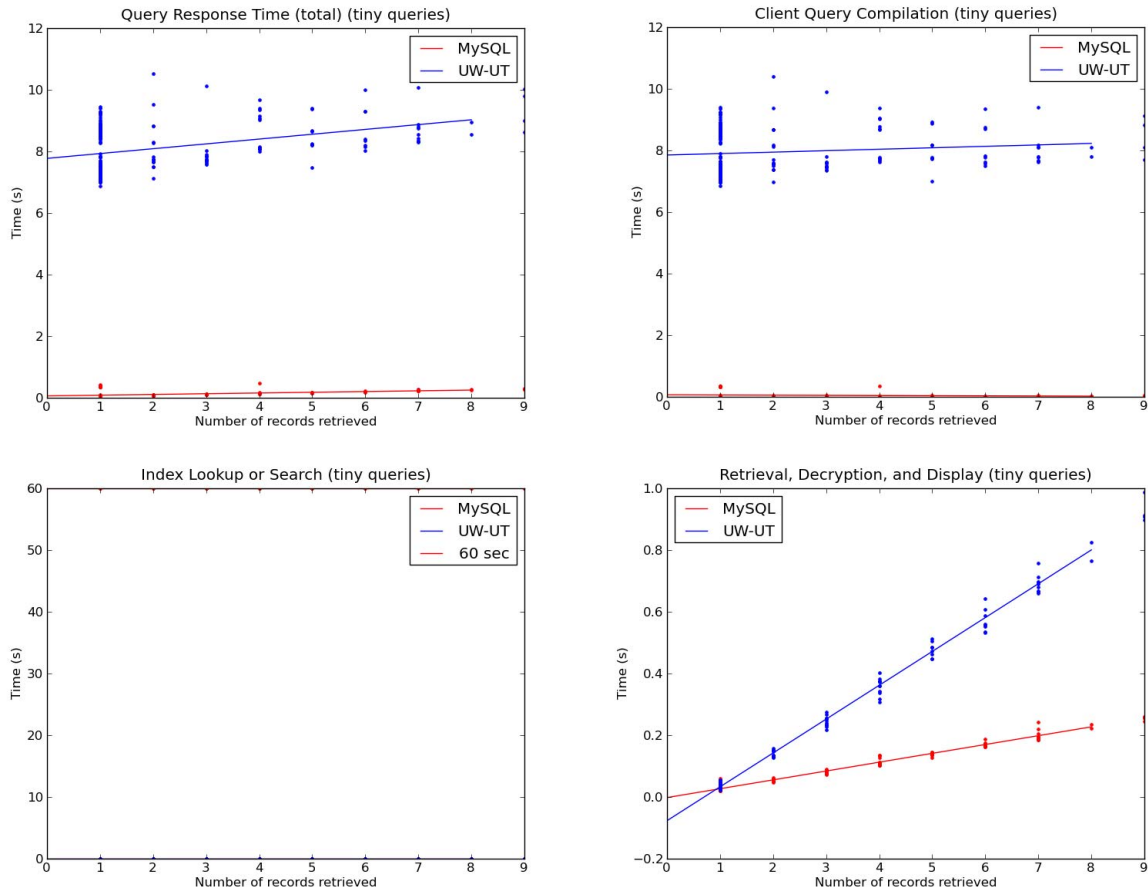 Query Response Time (total) (tiny queries)
12
10
8
6
4
2
0
Time (s)
MySQL
UW-UT
0 1 2 3 4 5 6 7 8 9
Number of records retrieved
Client Query Compilation (tiny queries)
12
10
8
6
4
2
0
Time (s)
MySQL
UW-UT
0 1 2 3 4 5 6 7 8 9
Number of records retrieved
Index Lookup or Search (tiny queries)
60
50
40
30
20
10
0
Time (s)
MySQL
UW-UT
60 sec
0 1 2 3 4 5 6 7 8 9
Number of records retrieved
Retrieval, Decryption, and Display (tiny queries)
1.0
0.8
0.6
0.4
0.2
0.0
−0.2
Time (s)
MySQL
UW-UT
0 1 2 3 4 5 6 7 8 9
Number of records retrieved